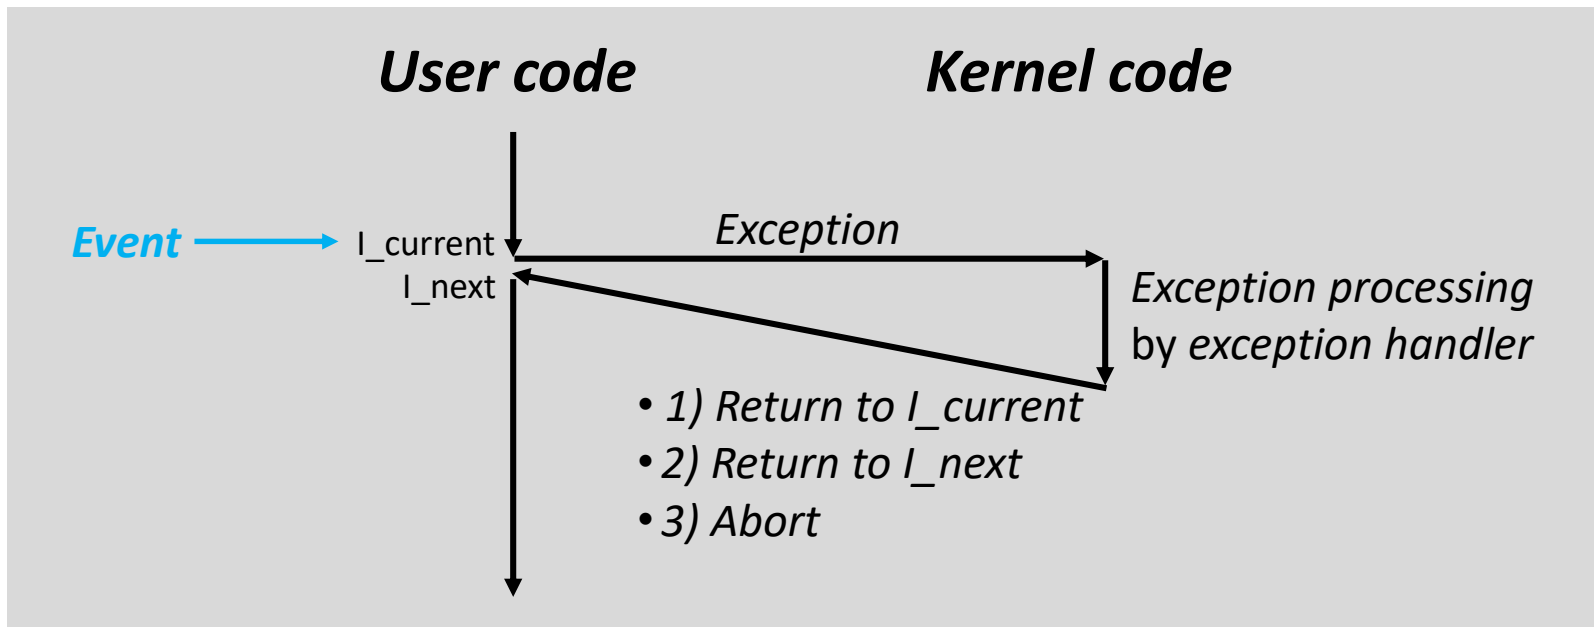 User code
Kernel code
Event
I_current
Exception
I_next
Exception processing
by exception handler
• 1) Return to I_current
• 2) Return to I_next
• 3) Abort